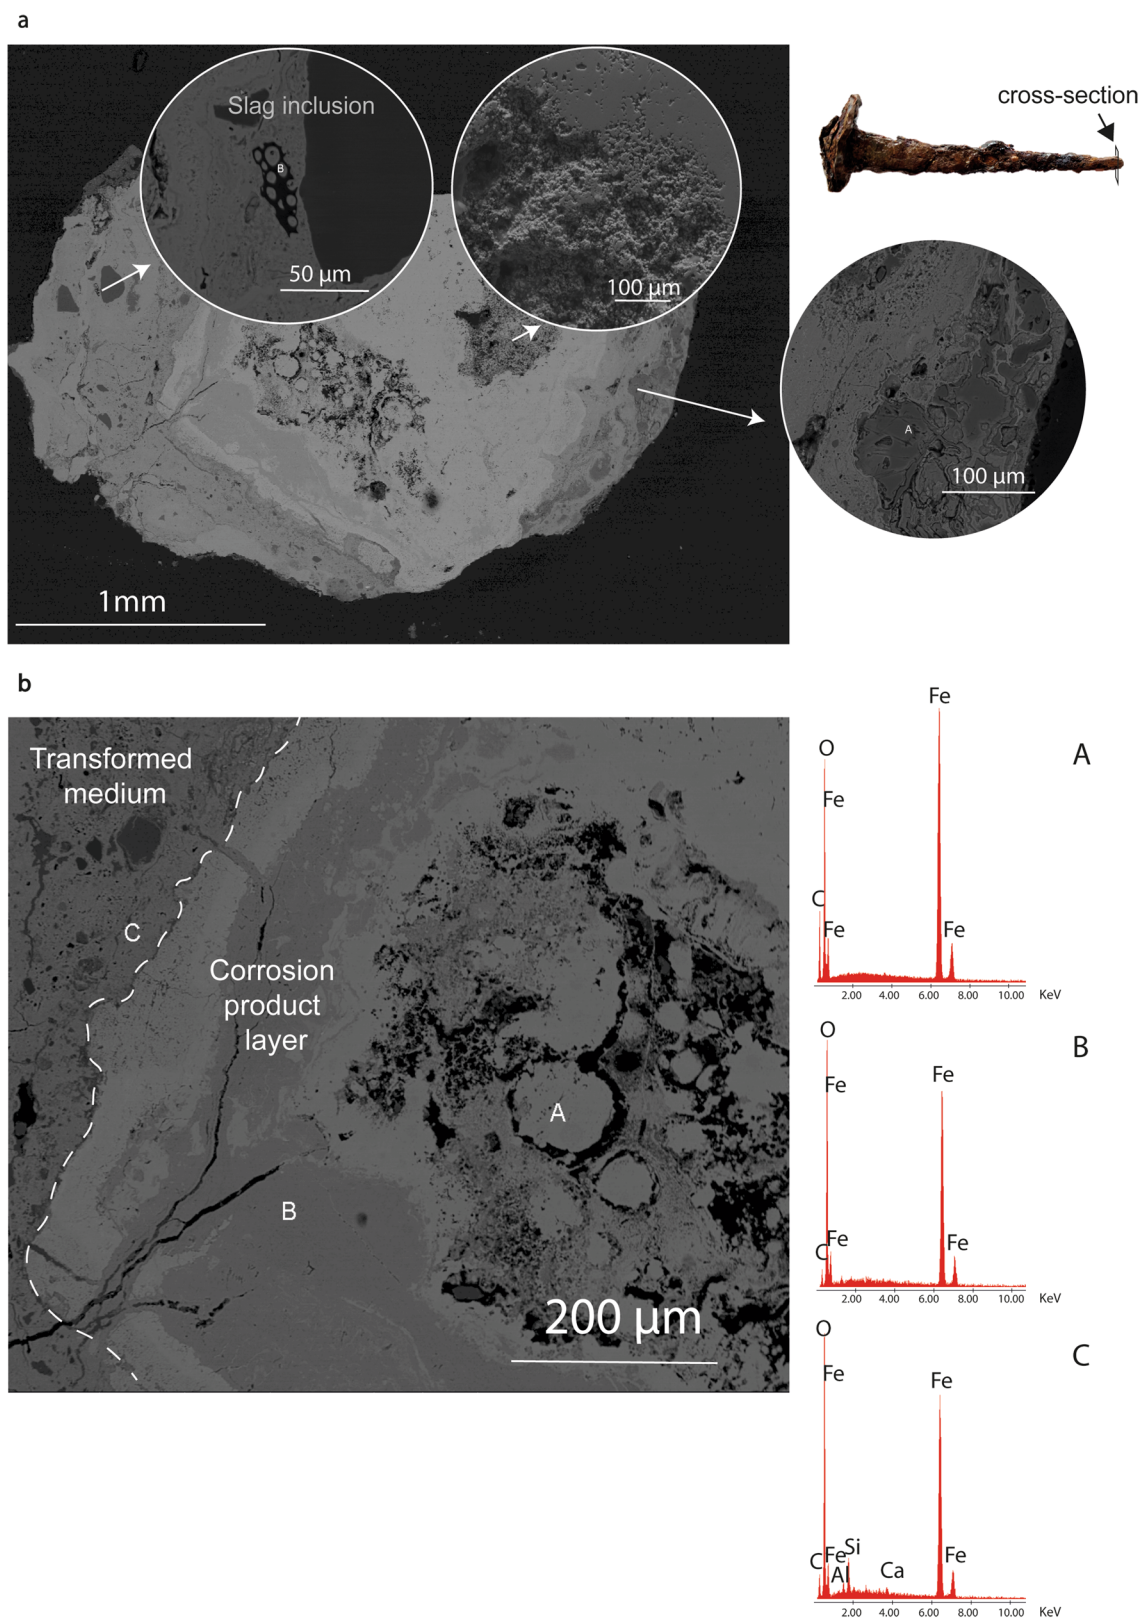 a
Slag inclusion
B
50 µm
100 µm
cross-section
A
100 µm
1mm
b
Transformed
medium
C
Corrosion
product
layer
A
B
200 µm
A
Fe
O
Fe
C
Fe
Fe
2.00 4.00 6.00 8.00 10.00 KeV
B
O
Fe
Fe
Fe
C
Fe
2.00 4.00 6.00 8.00 10.00 KeV
C
O
Fe
Fe
C
Fe
Al
Si
Ca
Fe
2.00 4.00 6.00 8.00 10.00 KeV